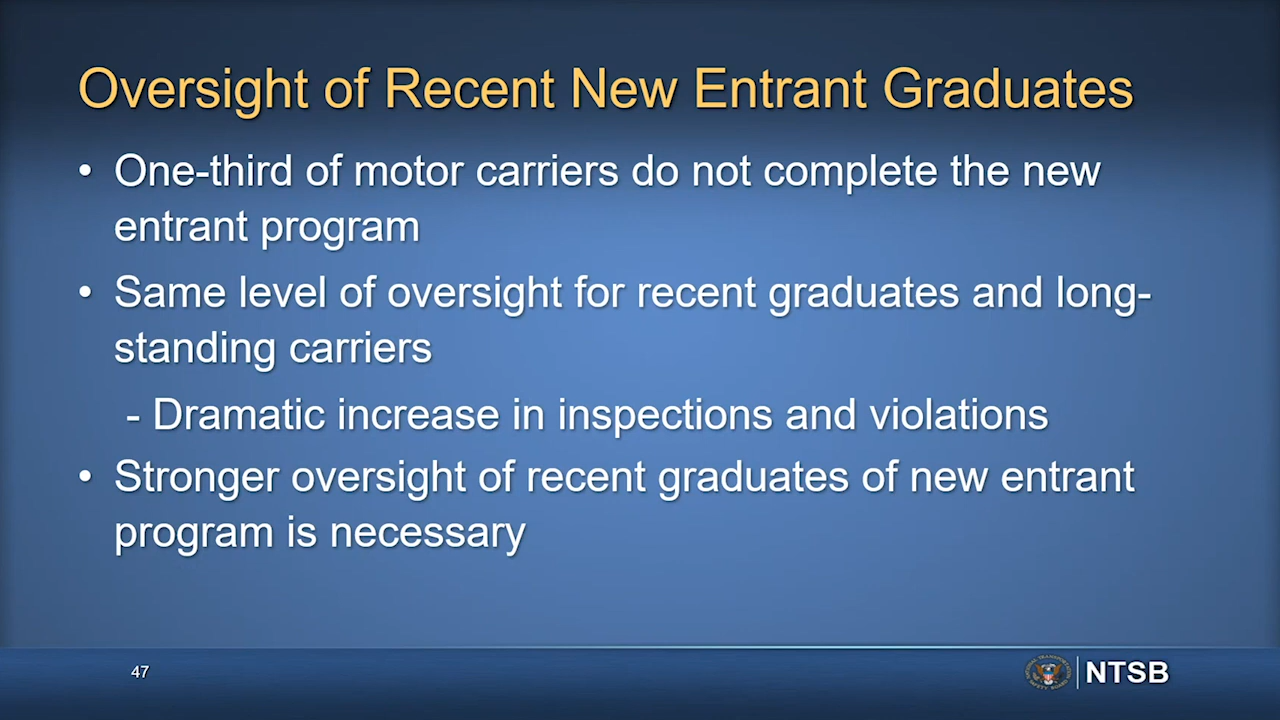 Oversight of Recent New Entrant Graduates
• One-third of motor carriers do not complete the new
entrant program
• Same level of oversight for recent graduates and long-
standing carriers
- Dramatic increase in inspections and violations
• Stronger oversight of recent graduates of new entrant
program is necessary
47
NTSB